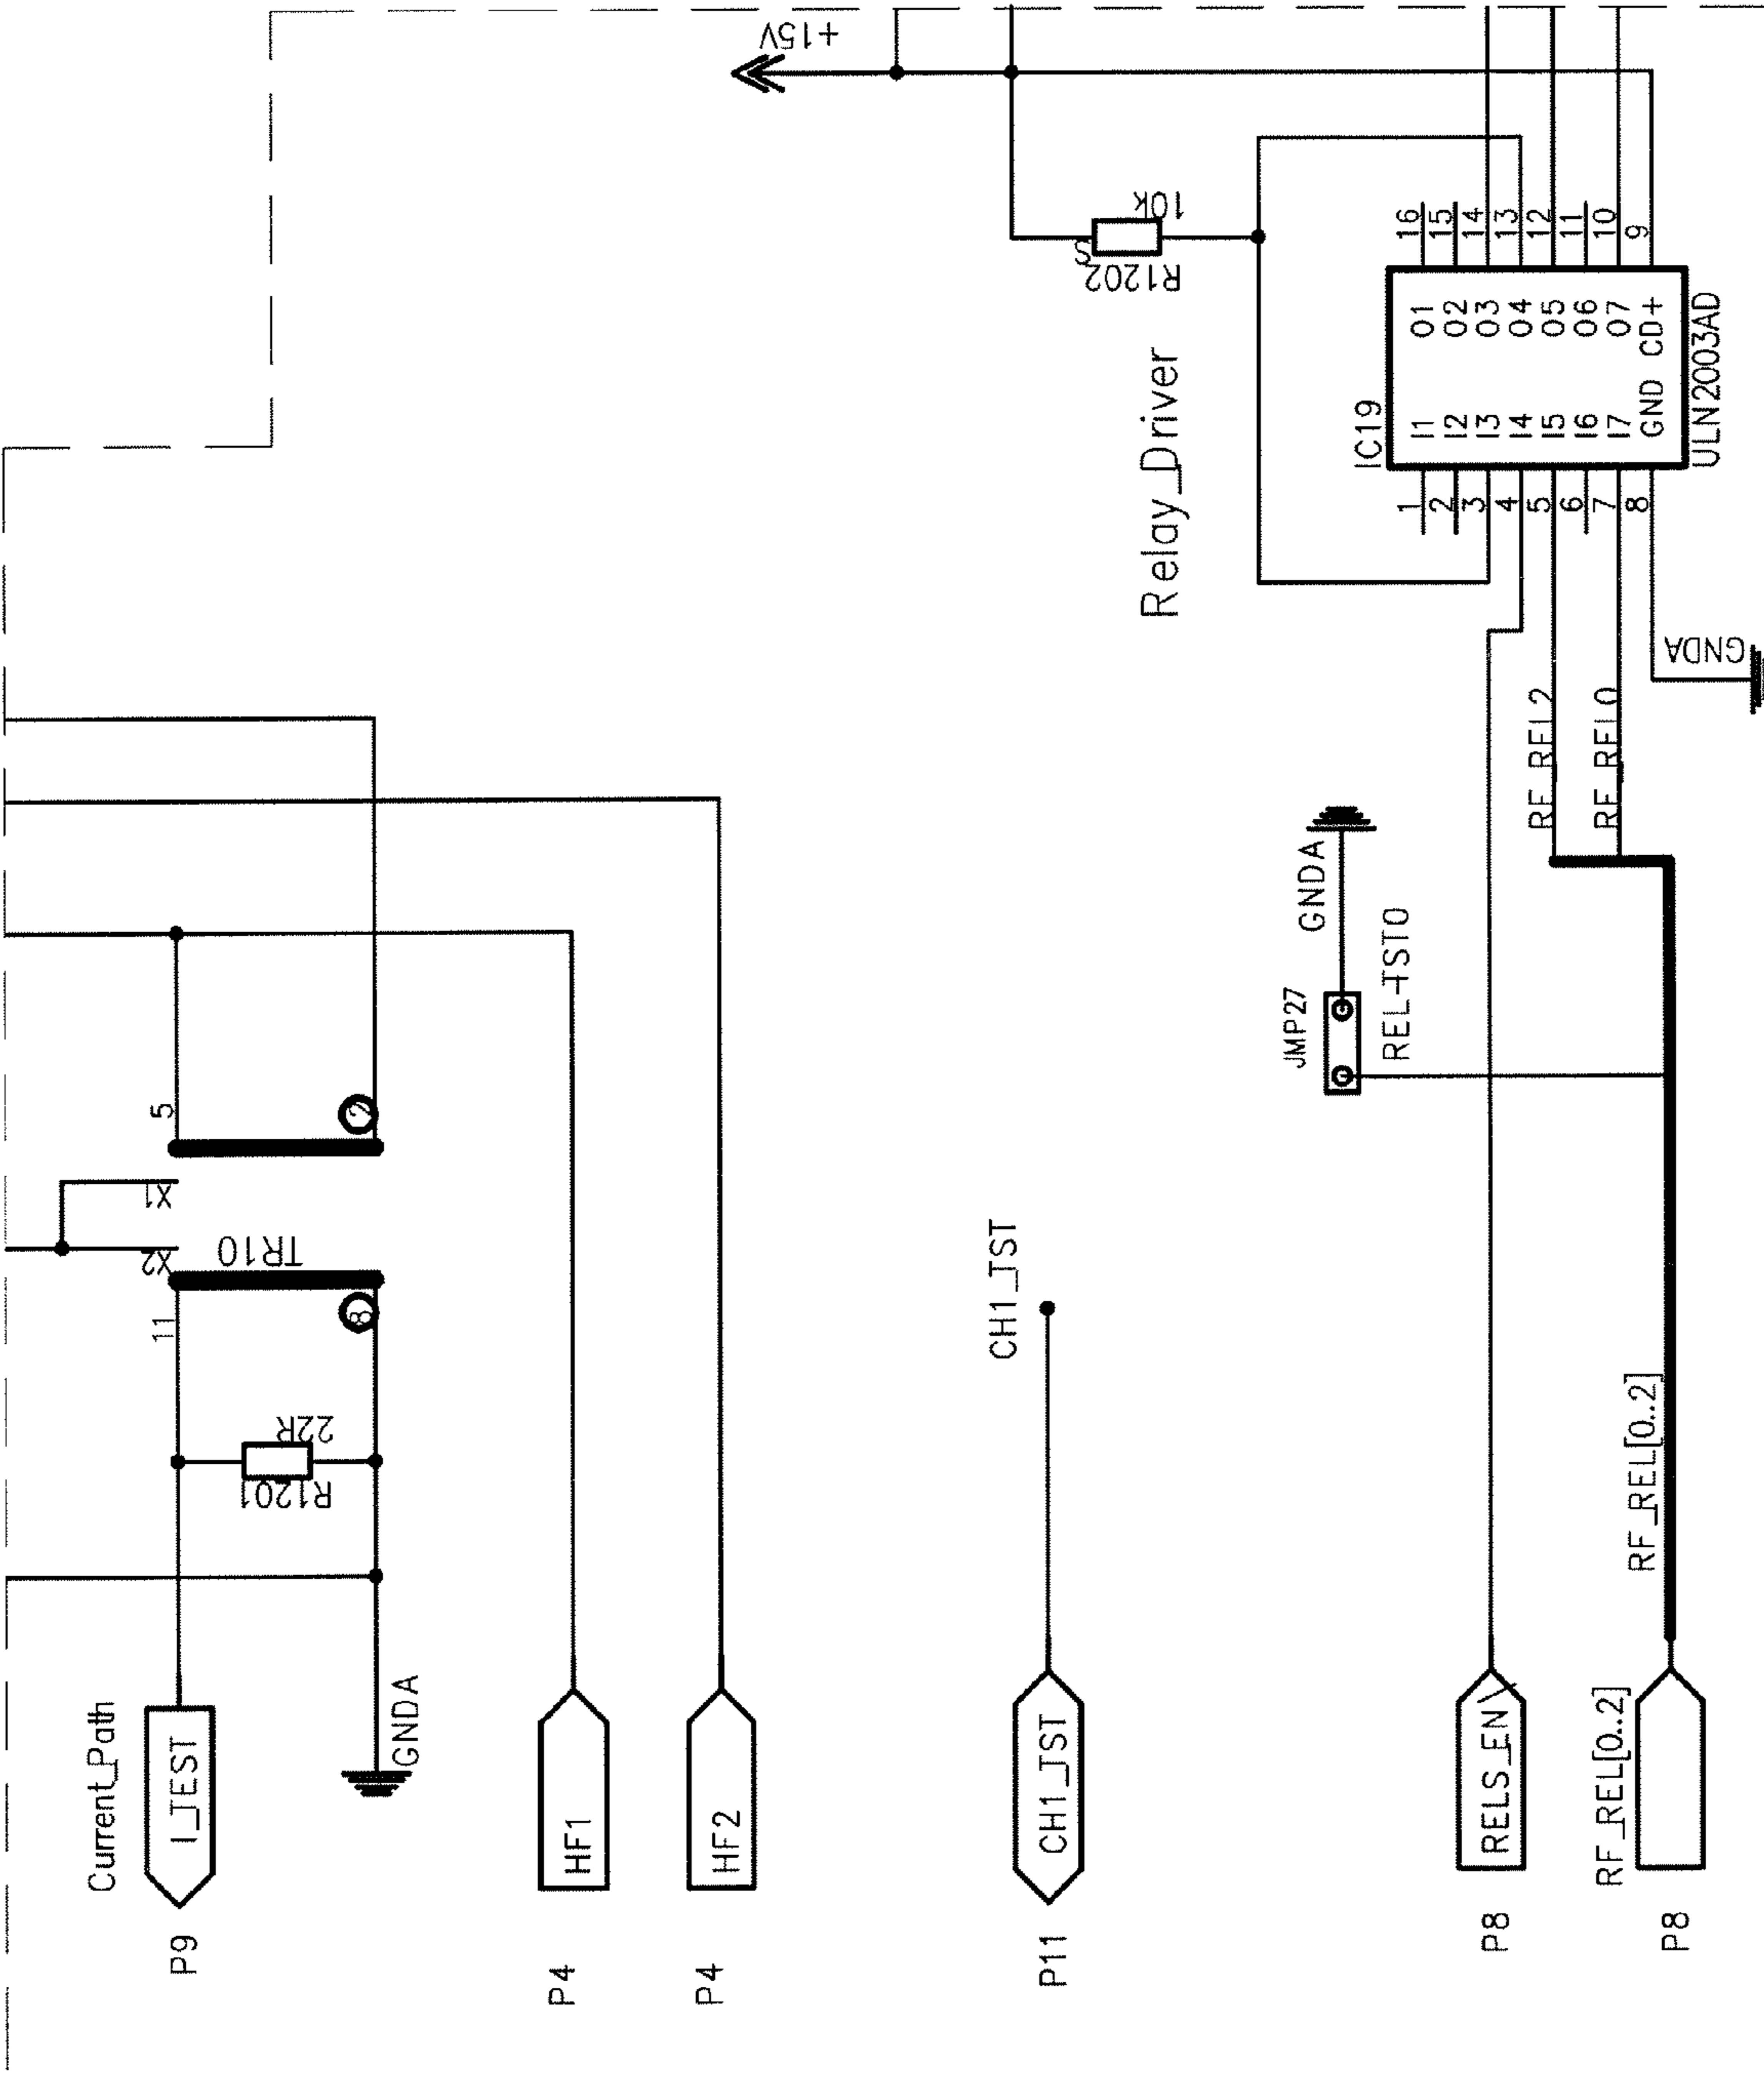 Current_Path
P9
I_TEST
11
5
X1
X2
TR10
8
2
R1201
22R
GNDA
P4
HF1
P4
HF2
P11
CH1_TST
CH1_TST
+15V
R1202
10k
S
Relay_Driver
JMP27
GNDA
REL-TST0
IC19
1 I1 O1 16
2 I2 O2 15
3 I3 O3 14
4 I4 O4 13
5 I5 O5 12
6 I6 O6 11
7 I7 O7 10
8 GND CD+ 9
ULN2003AD
P8
RELS_EN\
RF_REL2
RF_REL0
GNDA
RF_REL[0..2]
P8
RF_REL[0..2]